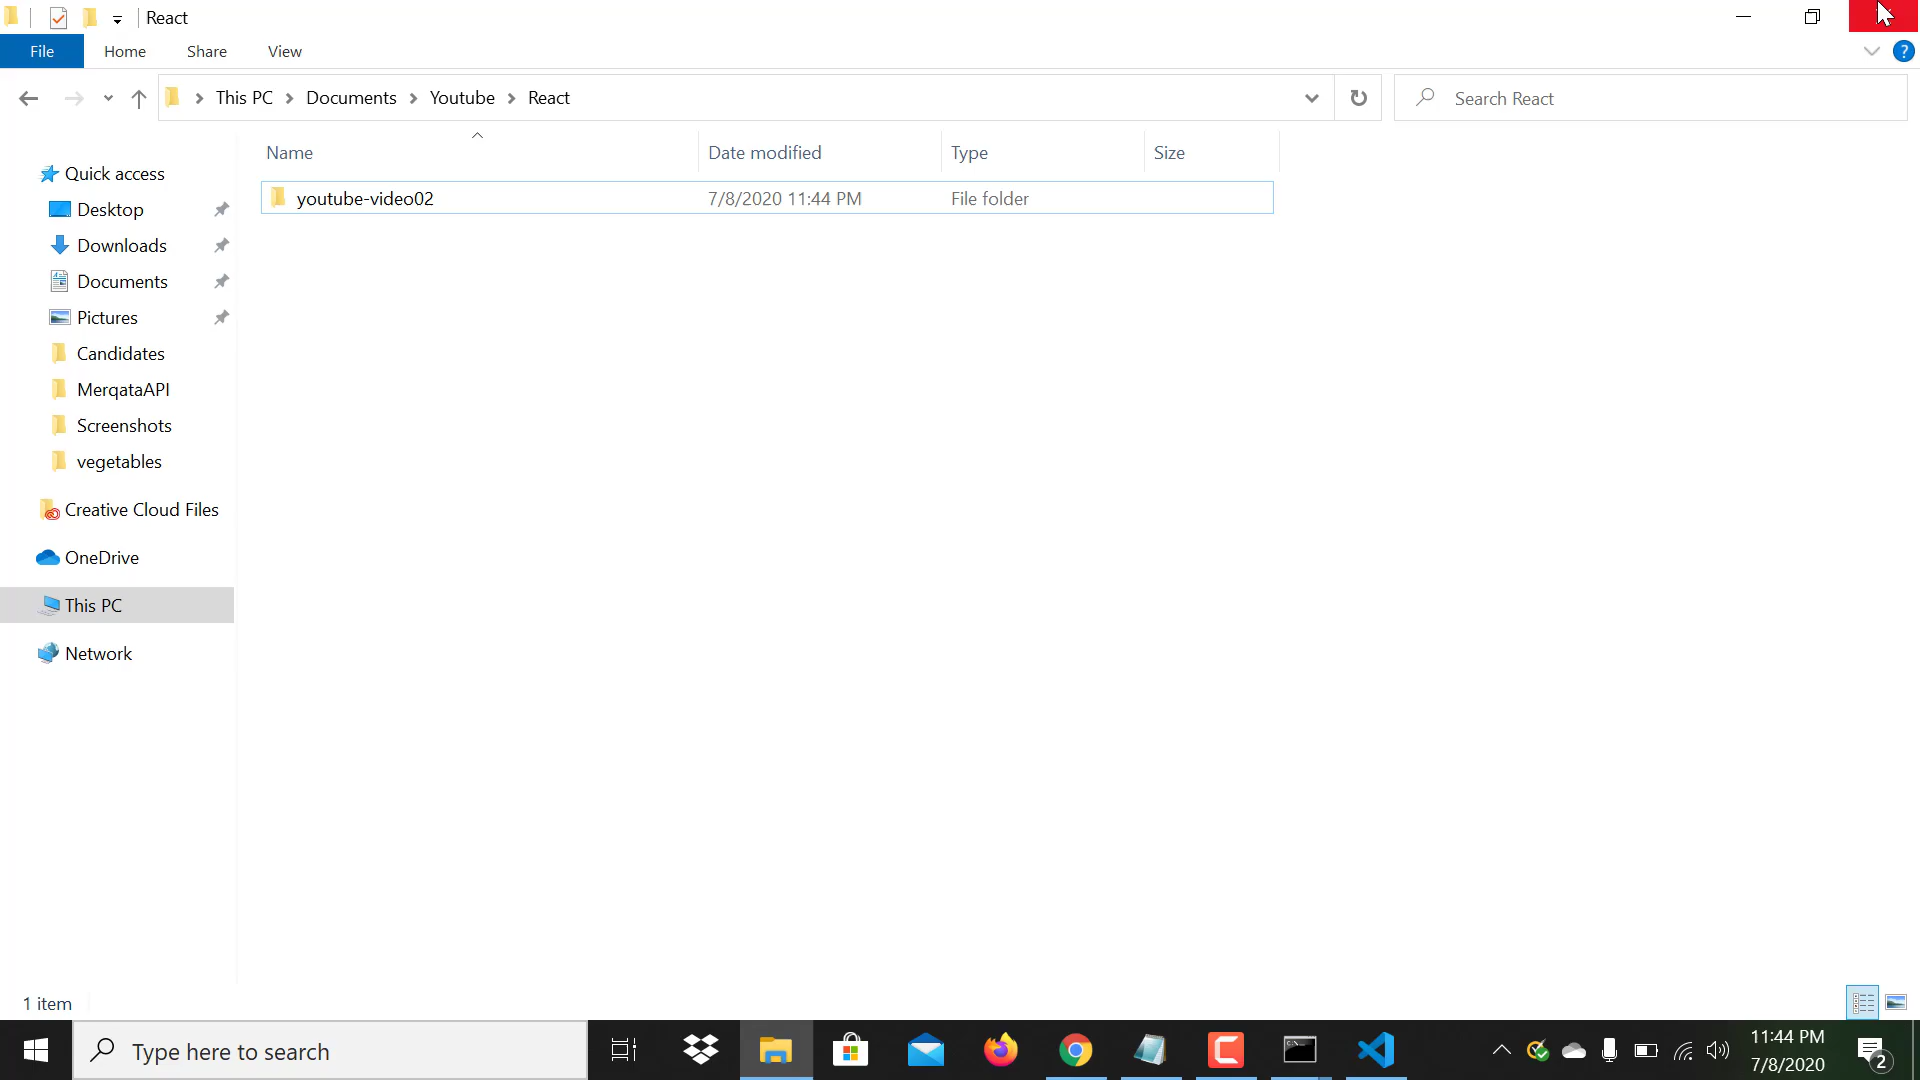 React
File Home Share View
This PC Documents Youtube React
Search React
Name Date modified Type Size
youtube-video02 7/8/2020 11:44 PM File folder
Quick access
Desktop
Downloads
Documents
Pictures
Candidates
MerqataAPI
Screenshots
vegetables
Creative Cloud Files
OneDrive
This PC
Network
1 item
Type here to search
11:44 PM
7/8/2020
2